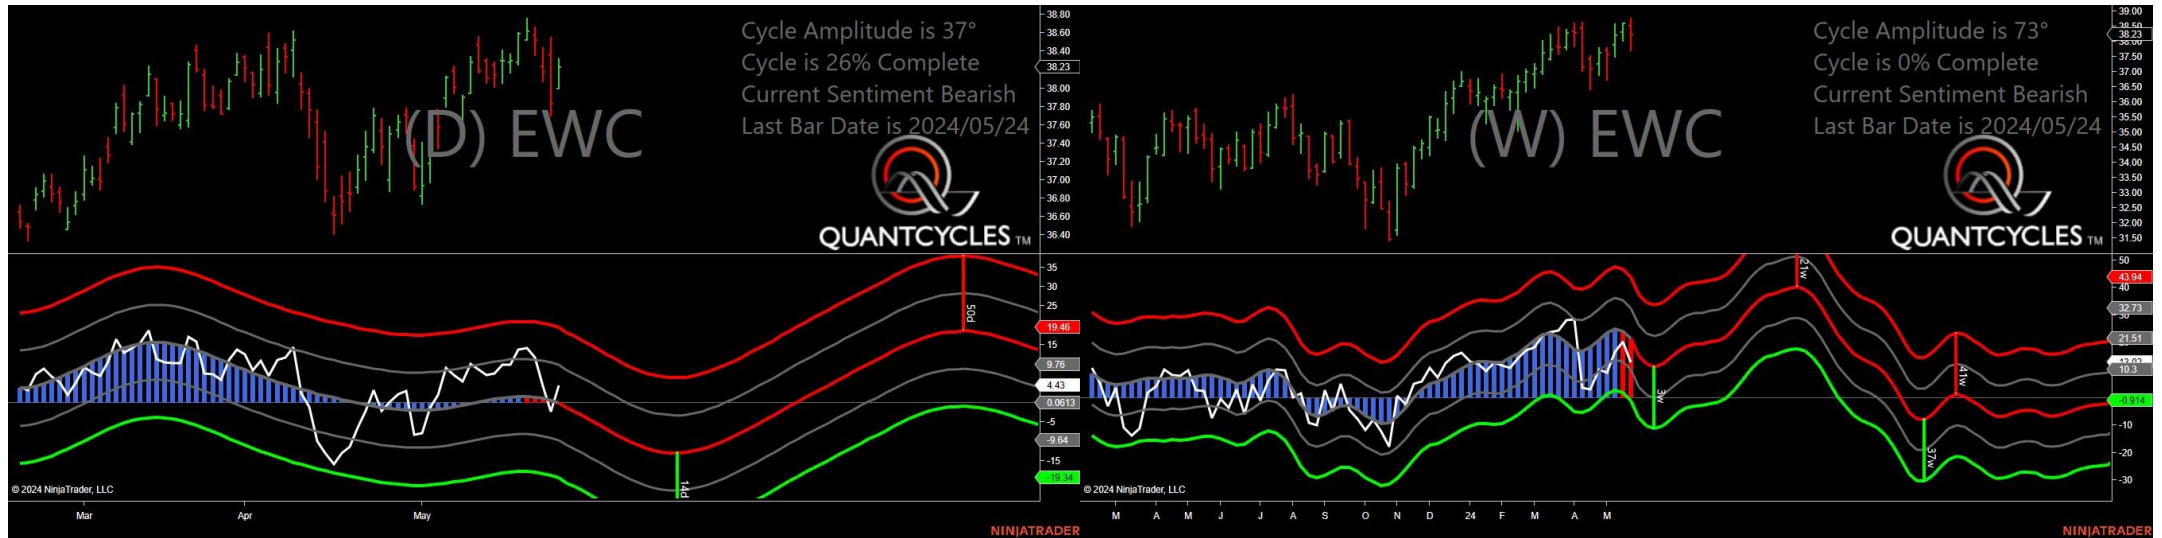 Cycle Amplitude is 37°
Cycle is 26% Complete
Current Sentiment Bearish
Last Bar Date is 2024/05/24
(D) EWC
QUANTCYCLES TM
38.80
38.60
38.40
38.23
38.00
37.80
37.60
37.40
37.20
37.00
36.80
36.60
36.40
35
30
25
19.46
15
9.76
4.43
0.0613
-5
-9.64
-15
-19.34
50d
14d
© 2024 NinjaTrader, LLC
Mar Apr May
NINJATRADER
Cycle Amplitude is 73°
Cycle is 0% Complete
Current Sentiment Bearish
Last Bar Date is 2024/05/24
(W) EWC
QUANTCYCLES TM
39.00
38.50
38.23
38.00
37.50
37.00
36.50
36.00
35.50
35.00
34.50
34.00
33.50
33.00
32.50
32.00
31.50
50
43.94
40
32.73
30
21.51
10.3
-0.914
-10
-20
-30
21w
3w
41w
37w
© 2024 NinjaTrader, LLC
M A M J J A S O N D 24 F M A M
NINJATRADER